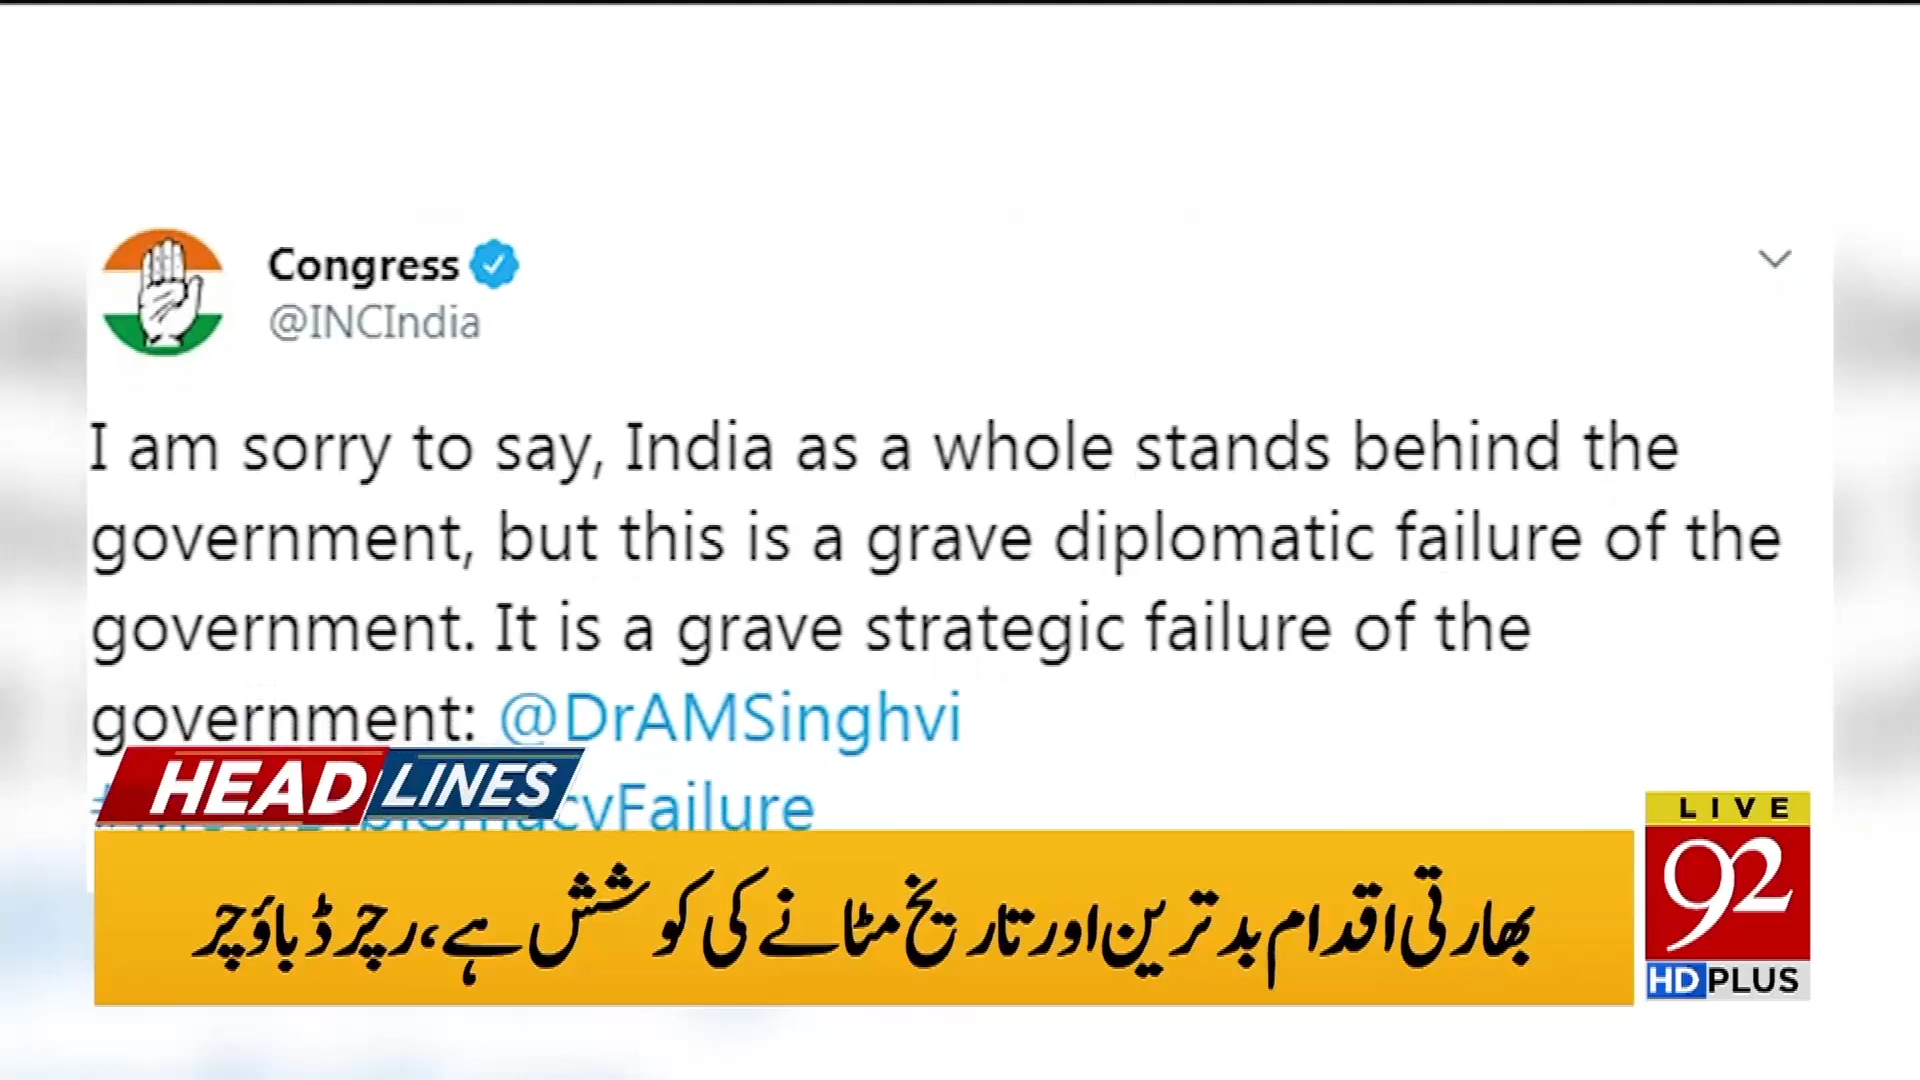 Congress
@INCIndia
I am sorry to say, India as a whole stands behind the
government, but this is a grave diplomatic failure of the
government. It is a grave strategic failure of the
government: @DrAMSinghvi
HEADLINES
بھارتی اقدام بدترین اور تاریخ مٹانے کی کوشش ہے، رچرڈ باؤچر
LIVE
92
HD PLUS